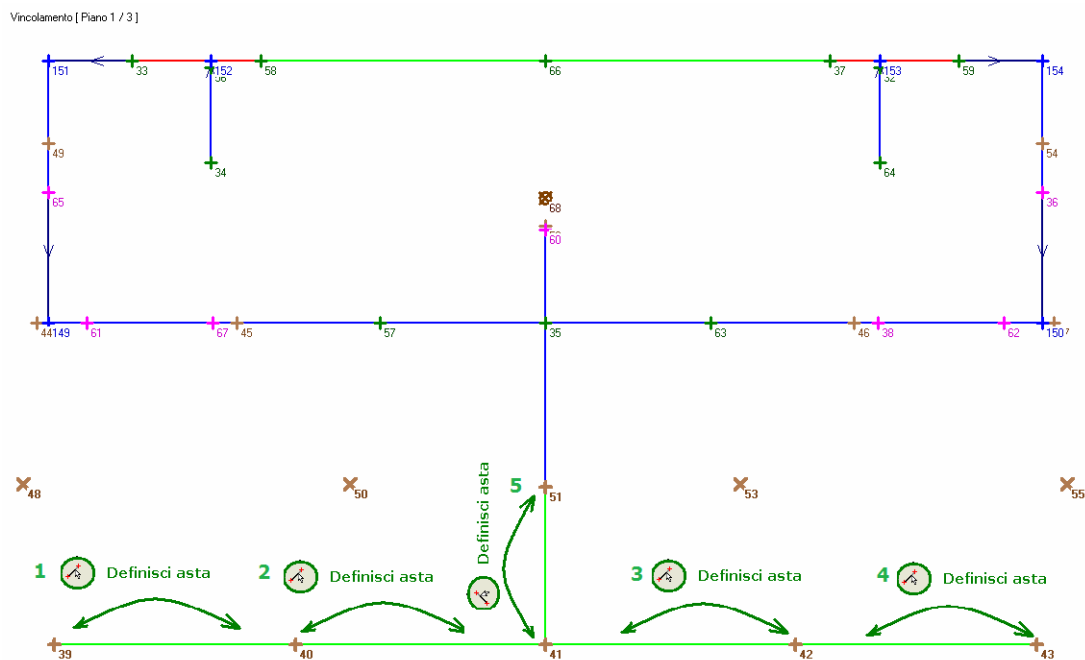 Vincolamento [ Piano 1 / 3 ]
151 33 152 58 66 37 153 59 154
49 34 64 54
65 68 36
60
44 149 61 67 45 57 35 63 46 38 62 150
48 50 5 51 53 55
Definisci asta
1 Definisci asta 2 Definisci asta 3 Definisci asta 4 Definisci asta
39 40 41 42 43